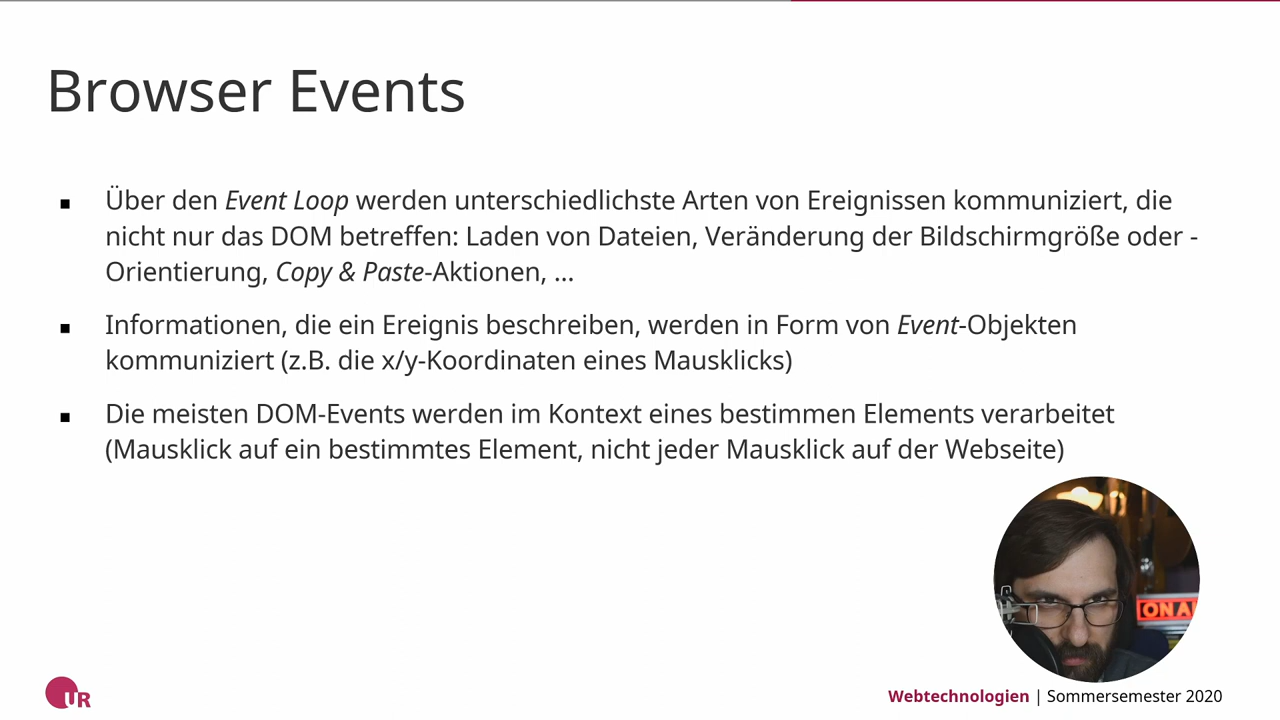 Browser Events
▪ Über den Event Loop werden unterschiedlichste Arten von Ereignissen kommuniziert, die
nicht nur das DOM betreffen: Laden von Dateien, Veränderung der Bildschirmgröße oder -
Orientierung, Copy & Paste-Aktionen, ...
▪ Informationen, die ein Ereignis beschreiben, werden in Form von Event-Objekten
kommuniziert (z.B. die x/y-Koordinaten eines Mausklicks)
▪ Die meisten DOM-Events werden im Kontext eines bestimmen Elements verarbeitet
(Mausklick auf ein bestimmtes Element, nicht jeder Mausklick auf der Webseite)
ON A
UR
Webtechnologien | Sommersemester 2020